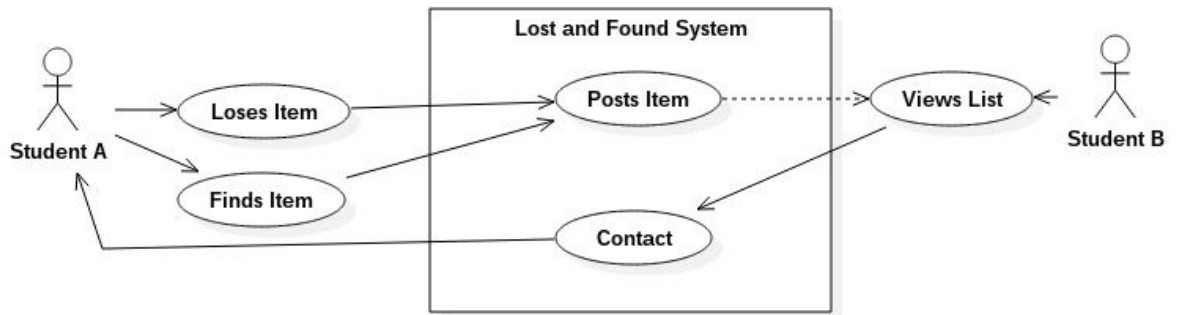 Lost and Found System
Loses Item
Posts Item
Views List
Student A
Student B
Finds Item
Contact